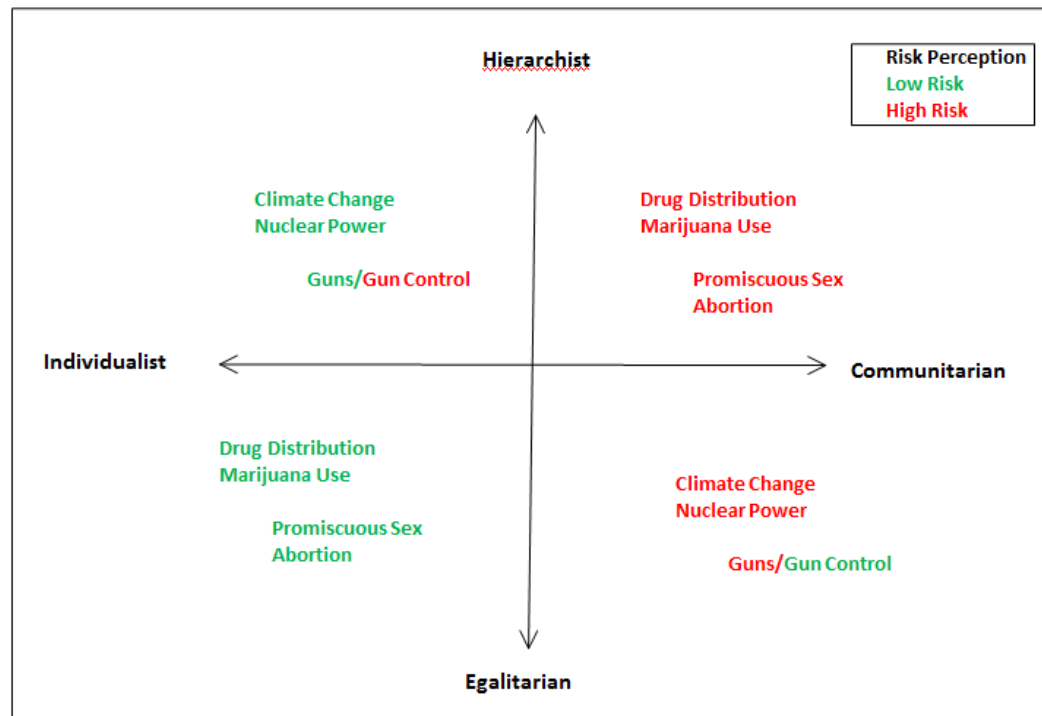 Hierarchist
Risk Perception
Low Risk
High Risk
Climate Change
Nuclear Power
Guns/Gun Control
Drug Distribution
Marijuana Use
Promiscuous Sex
Abortion
Individualist
Communitarian
Drug Distribution
Marijuana Use
Promiscuous Sex
Abortion
Climate Change
Nuclear Power
Guns/Gun Control
Egalitarian